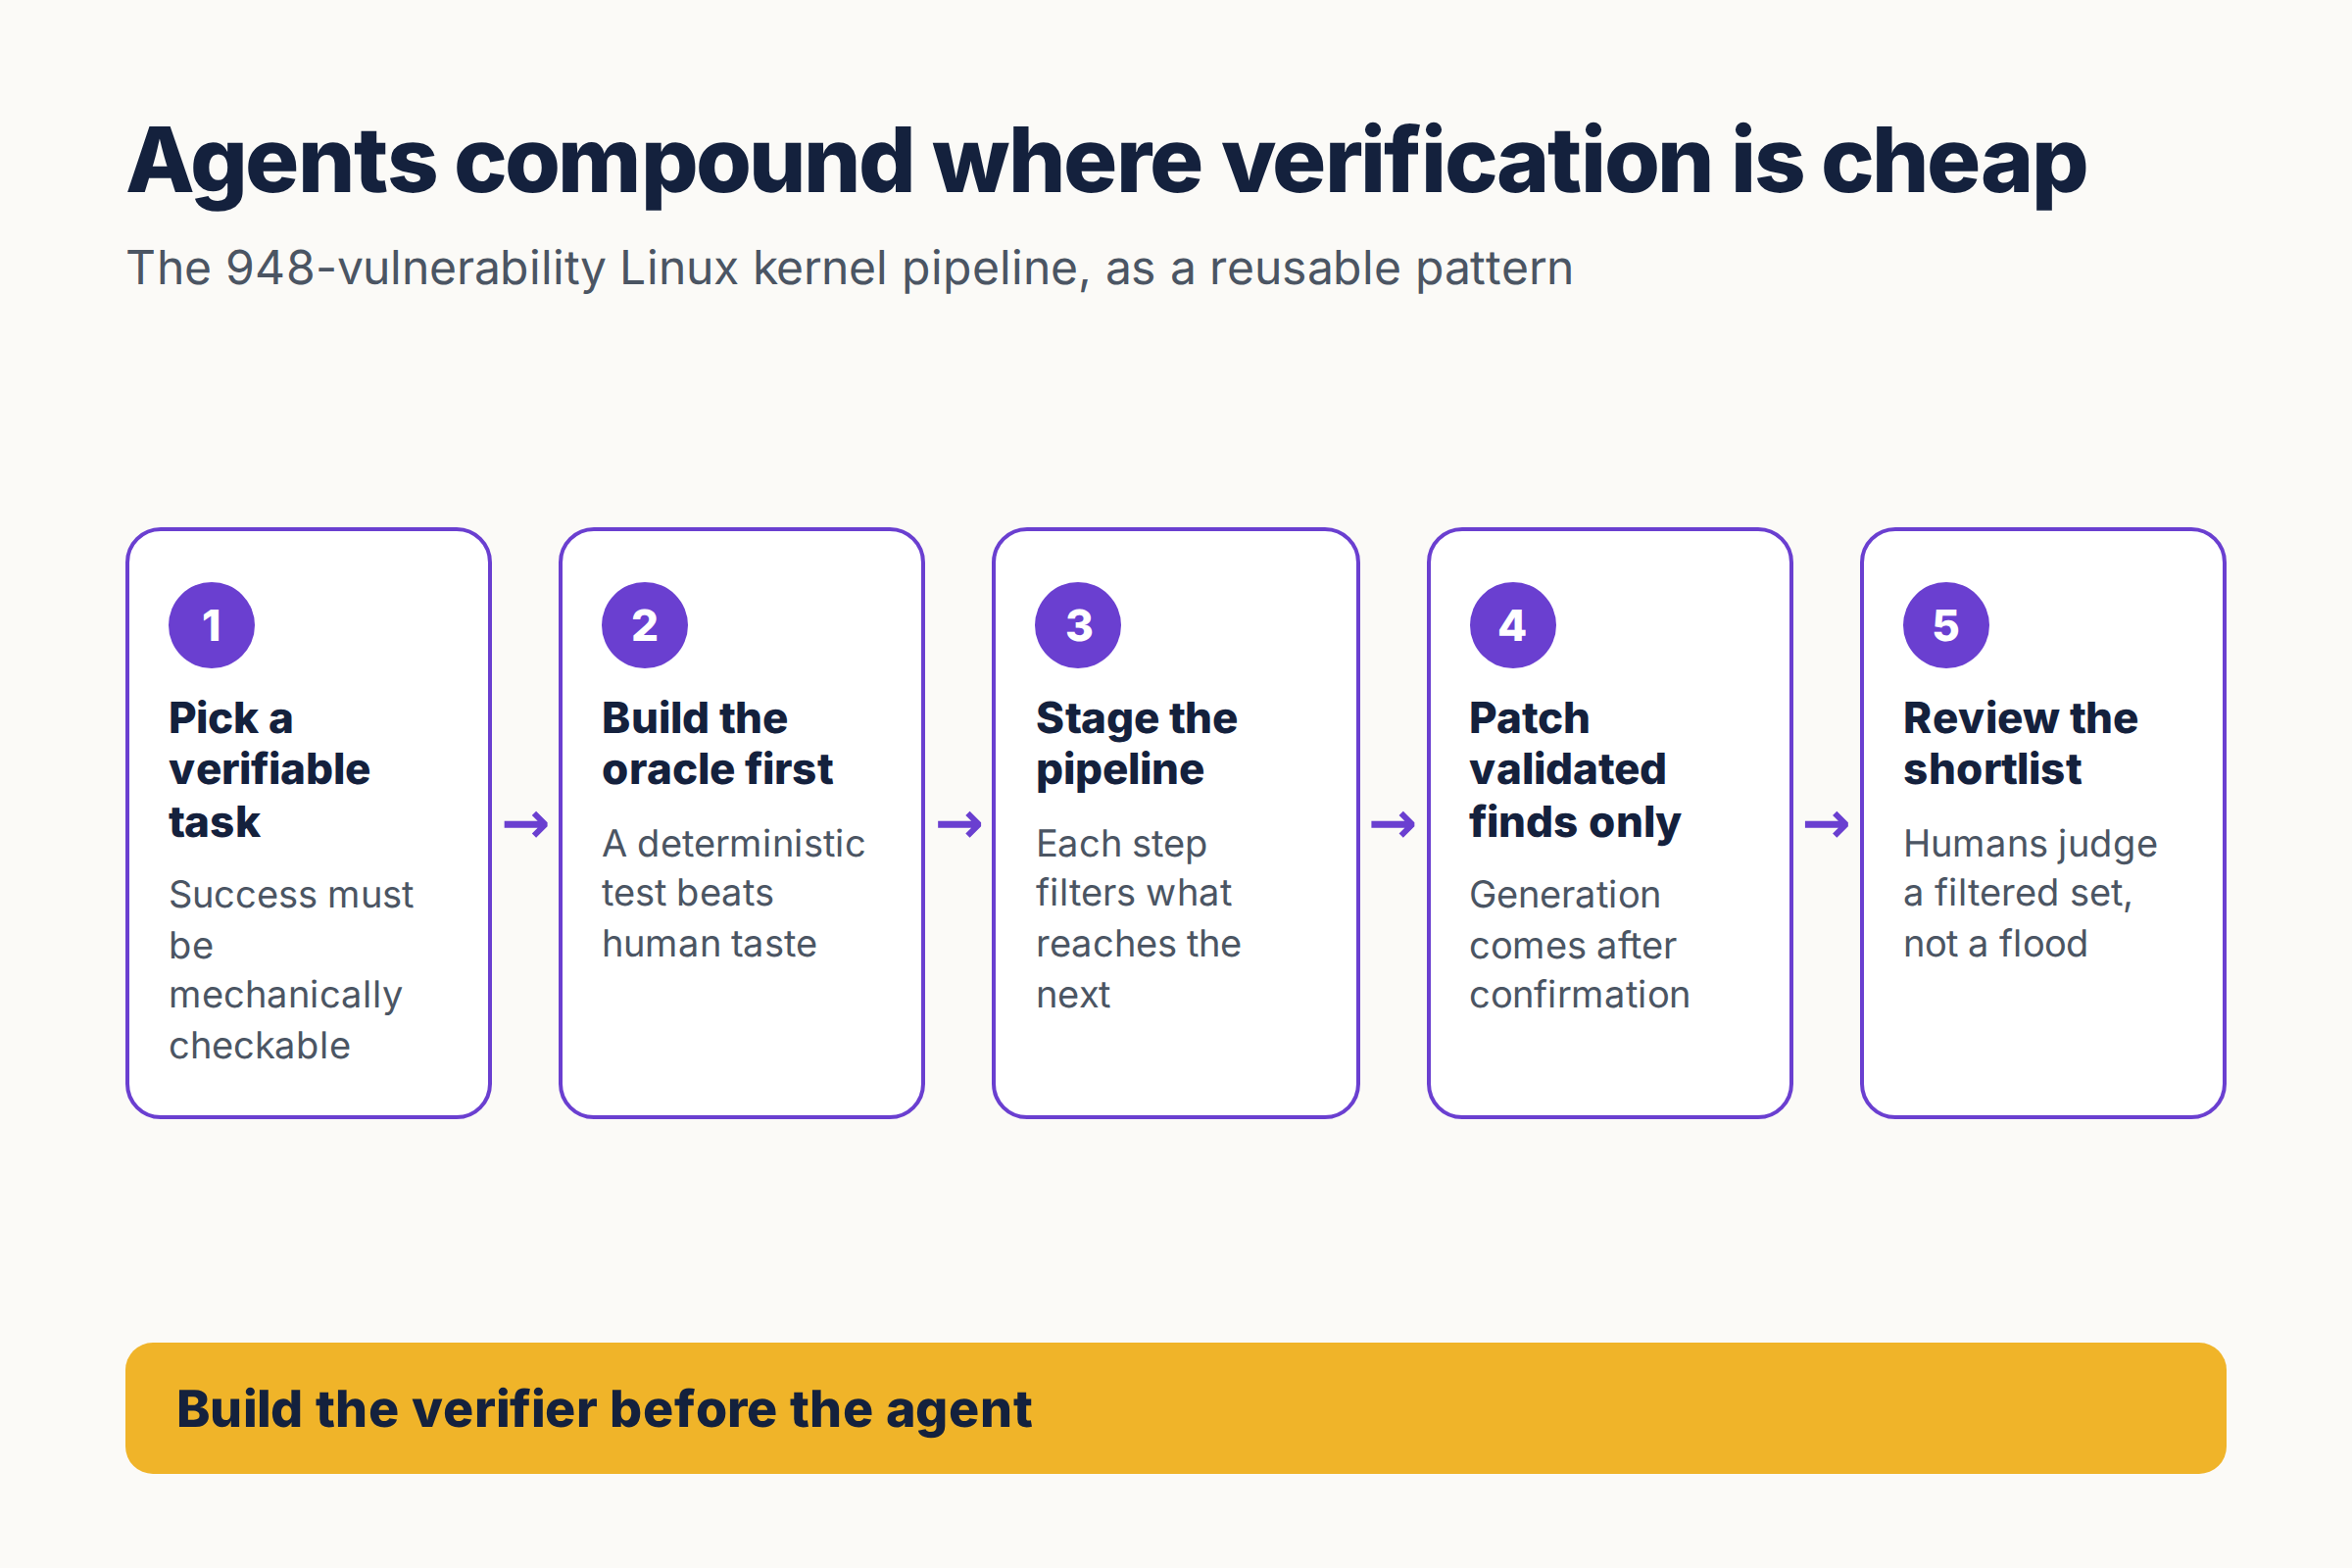 Agents compound where verification is cheap
The 948-vulnerability Linux kernel pipeline, as a reusable pattern
1
Pick a
verifiable
task
Success must
be
mechanically
checkable
→
2
Build the
oracle first
A deterministic
test beats
human taste
→
3
Stage the
pipeline
Each step
filters what
reaches the
next
→
4
Patch
validated
finds only
Generation
comes after
confirmation
→
5
Review the
shortlist
Humans judge
a filtered set,
not a flood
Build the verifier before the agent